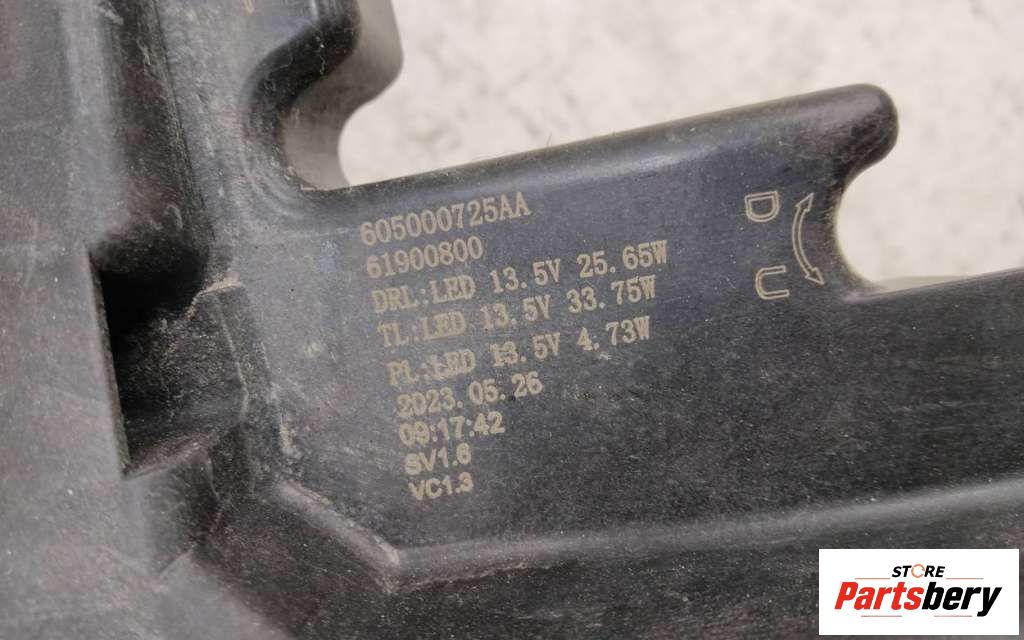 605000725AA
61900800
DRL:LED 13.5V 25.65W
TL:LED 13.5V 33.75W
PL:LED 13.5V 4.73W
2023.05.26
09:17:42
SV1.6
VC1.3
D
U
STORE
Partsbery